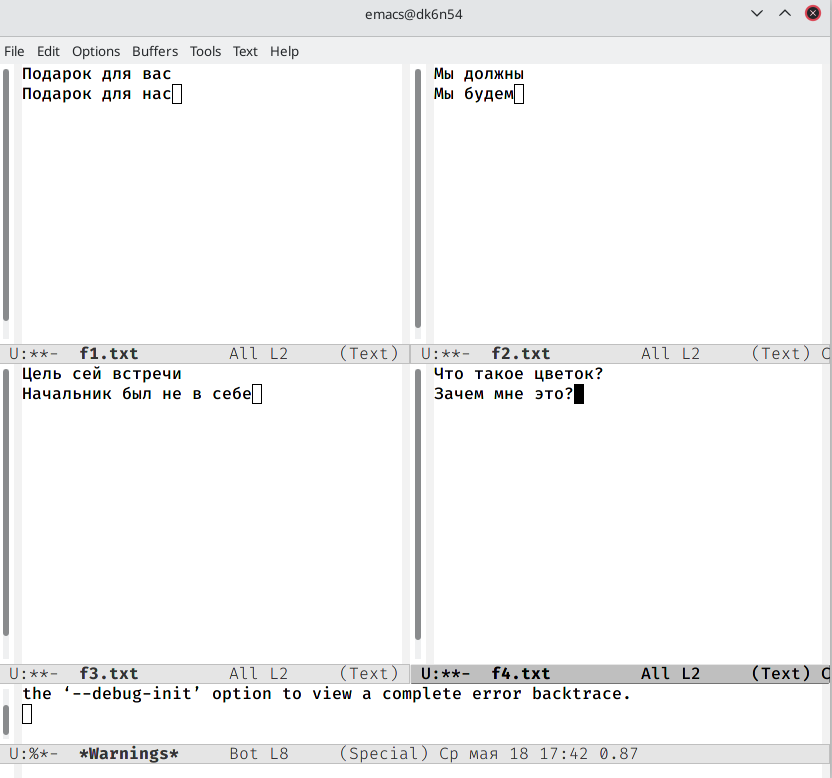 emacs@dk6n54
File Edit Options Buffers Tools Text Help
Подарок для вас
Подарок для нас
U:**- f1.txt All L2 (Text)
Мы должны
Мы будем
U:**- f2.txt All L2 (Text) С
Цель сей встречи
Начальник был не в себе
U:**- f3.txt All L2 (Text)
Что такое цветок?
Зачем мне это?
U:**- f4.txt All L2 (Text) С
the ‘--debug-init’ option to view a complete error backtrace.
U:%*- *Warnings* Bot L8 (Special) Ср мая 18 17:42 0.87